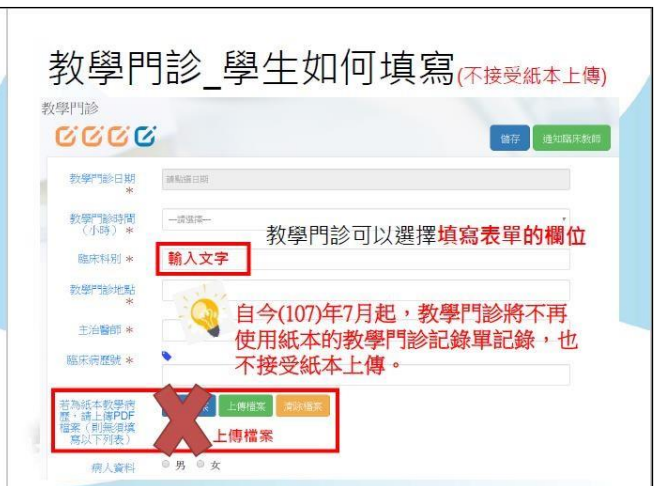 教學門診_學生如何填寫(不接受紙本上傳)
教學門診
儲存 通知臨床教師
教學門診日期 * 請點選日期
教學門診時間 (小時) * —請選擇—
教學門診可以選擇填寫表單的欄位
臨床科別 * 輸入文字
教學門診地點 *
自今(107)年7月起，教學門診將不再
主治醫師 * 使用紙本的教學門診記錄單記錄，也
臨床病歷號 * 不接受紙本上傳。
若為紙本教學病
歷，請上傳PDF
檔案（則無須填
寫以下列表）
上傳檔案 清除檔案
上傳檔案
病人資料 男 女